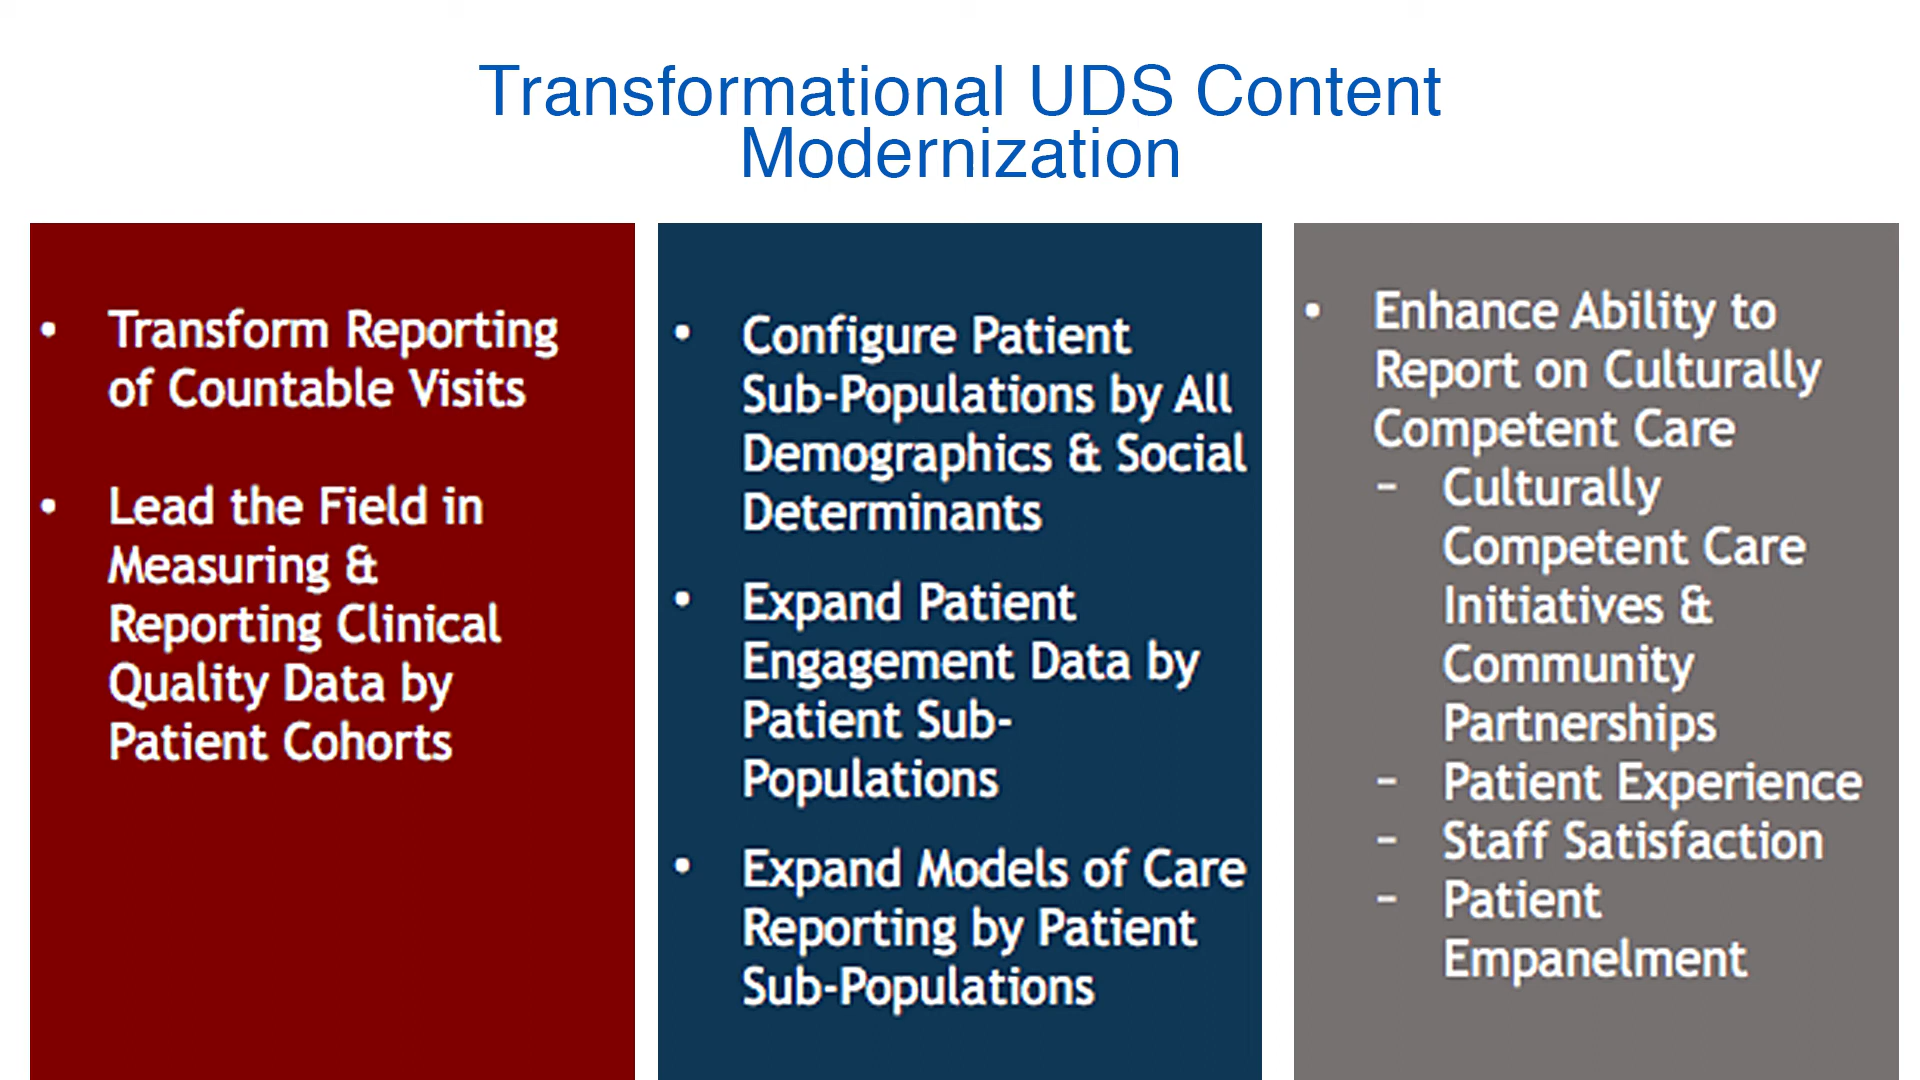 Transformational UDS Content
Modernization
• Transform Reporting
of Countable Visits
• Lead the Field in
Measuring &
Reporting Clinical
Quality Data by
Patient Cohorts
• Configure Patient
Sub-Populations by All
Demographics & Social
Determinants
• Expand Patient
Engagement Data by
Patient Sub-
Populations
• Expand Models of Care
Reporting by Patient
Sub-Populations
• Enhance Ability to
Report on Culturally
Competent Care
– Culturally
Competent Care
Initiatives &
Community
Partnerships
– Patient Experience
– Staff Satisfaction
– Patient
Empanelment